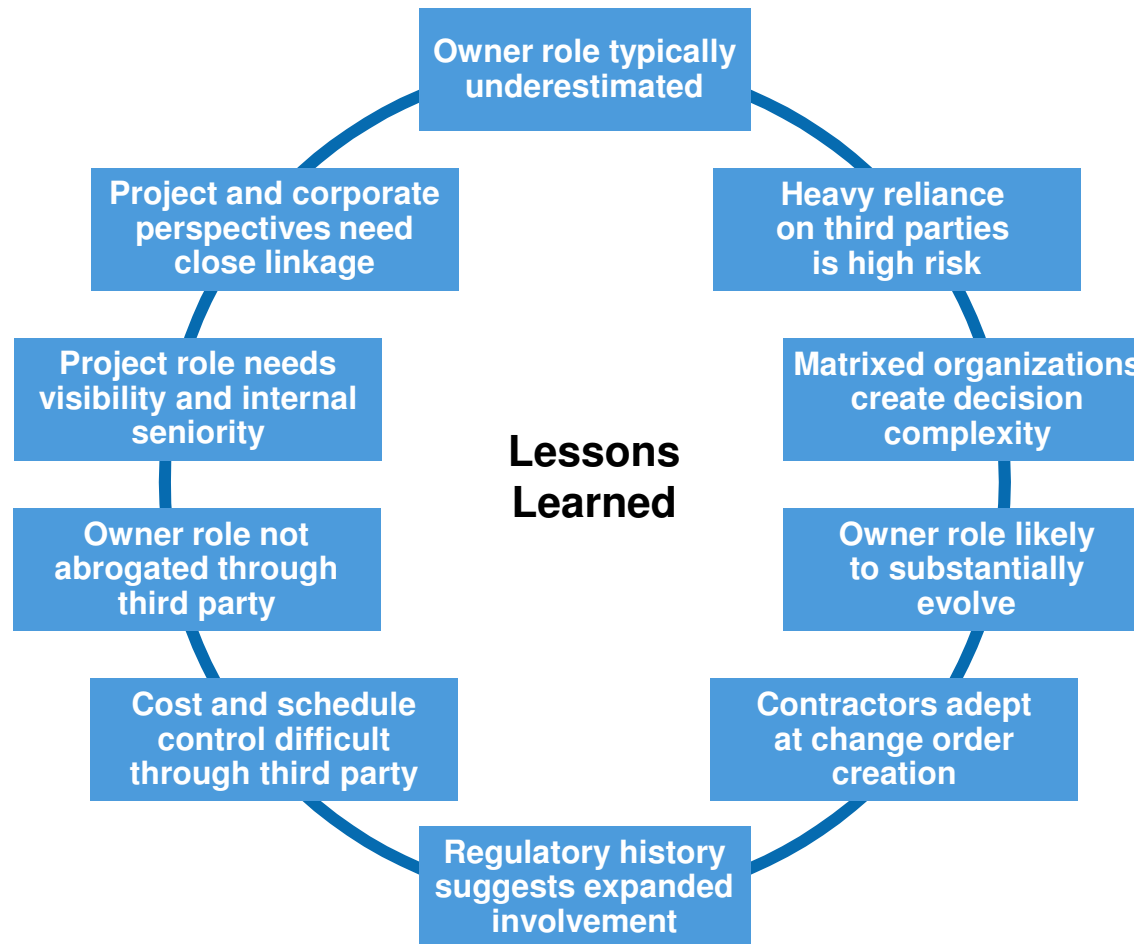 Owner role typically
underestimated
Heavy reliance
on third parties
is high risk
Matrixed organizations
create decision
complexity
Owner role likely
to substantially
evolve
Contractors adept
at change order
creation
Regulatory history
suggests expanded
involvement
Cost and schedule
control difficult
through third party
Owner role not
abrogated through
third party
Project role needs
visibility and internal
seniority
Project and corporate
perspectives need
close linkage
Lessons
Learned